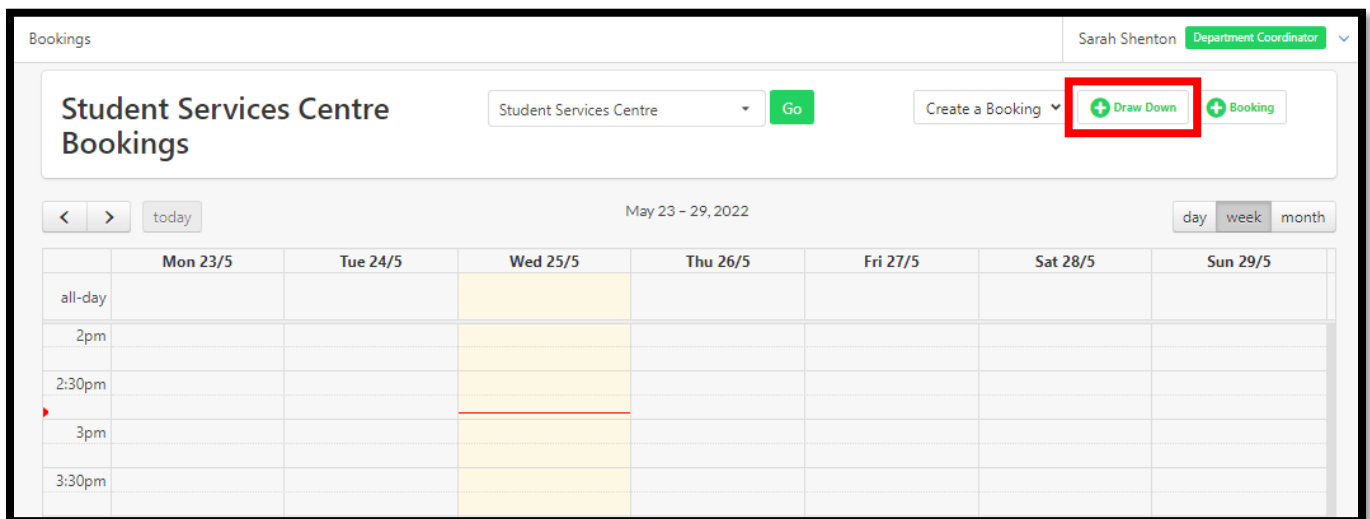 Bookings
Sarah Shenton Department Coordinator
Student Services Centre
Bookings
Student Services Centre Go
Create a Booking Draw Down Booking
today
May 23 – 29, 2022
day week month
Mon 23/5 Tue 24/5 Wed 25/5 Thu 26/5 Fri 27/5 Sat 28/5 Sun 29/5
all-day
2pm
2:30pm
3pm
3:30pm